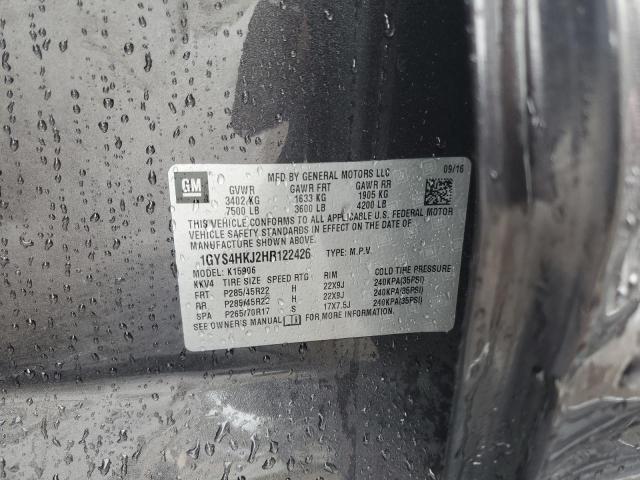 MFD BY GENERAL MOTORS LLC 09/16
GM GVWR GAWR FRT GAWR RR
3402 KG 1633 KG 1905 KG
7500 LB 3600 LB 4200 LB
THIS VEHICLE CONFORMS TO ALL APPLICABLE U.S. FEDERAL MOTOR
VEHICLE SAFETY STANDARDS IN EFFECT ON THE DATE OF
1GYS4HKJ2HR122426 TYPE: M.P.V.
MODEL: K15906
KKV4 TIRE SIZE SPEED RTG RIM COLD TIRE PRESSURE
FRT P285/45R22 H 22X9J 240KPA(35PSI)
RR P285/45R22 H 22X9J 240KPA(35PSI)
SPA P265/70R17 S 17X7.5J 240KPA(35PSI)
SEE OWNER'S MANUAL FOR MORE INFORMATION.